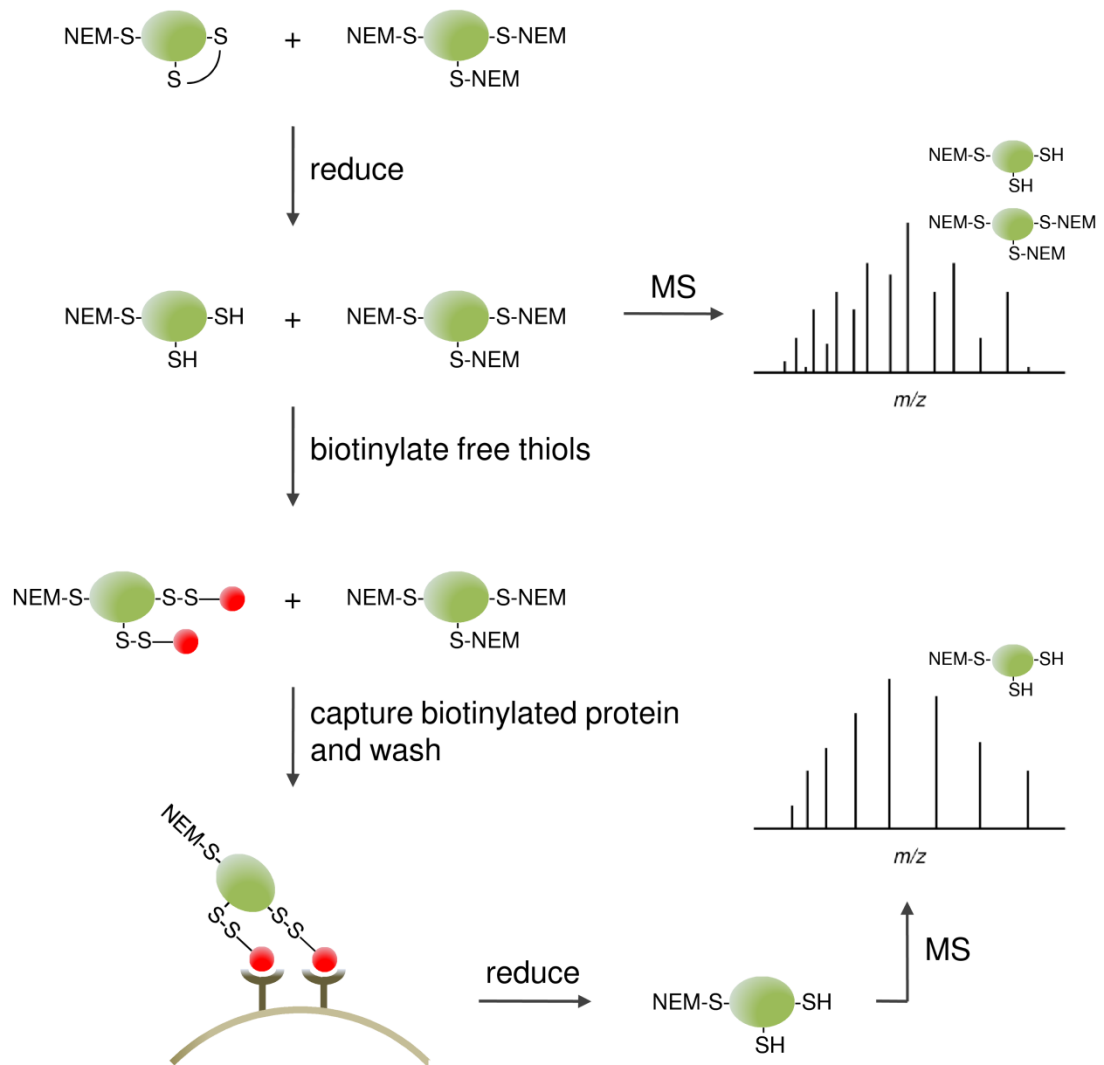 NEM-S- -S + NEM-S- -S-NEM
S S-NEM
reduce
NEM-S- -SH
SH
NEM-S- -S-NEM
S-NEM
NEM-S- -SH + NEM-S- -S-NEM
SH S-NEM
MS
m/z
biotinylate free thiols
NEM-S- -S-S + NEM-S- -S-NEM
S-S S-NEM
capture biotinylated protein
and wash
NEM-S-
S-S S-S
reduce
NEM-S- -SH
SH
MS
NEM-S- -SH
SH
m/z